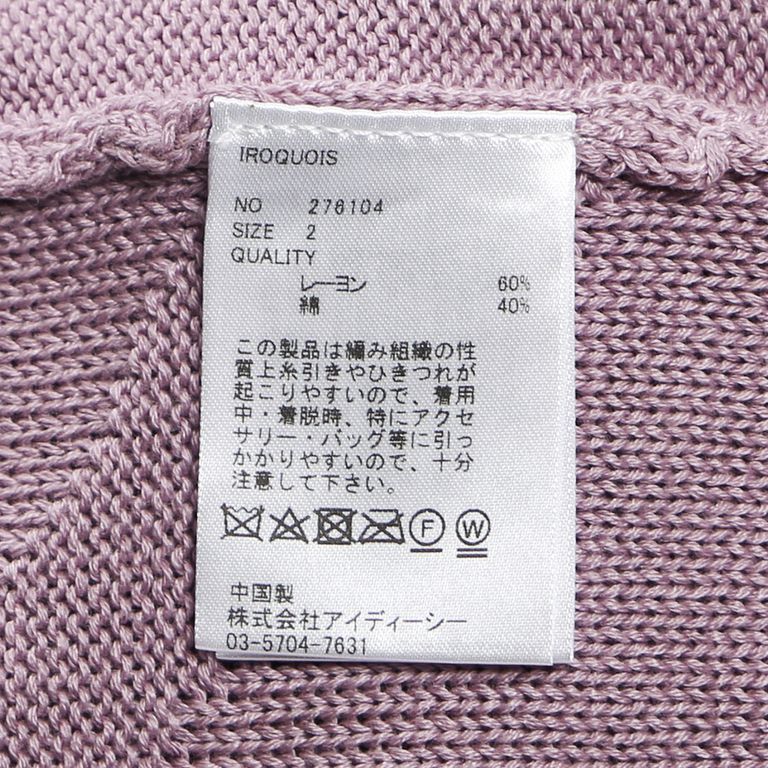 IROQUOIS
NO 276104
SIZE 2
QUALITY
レーヨン 60%
綿 40%
この製品は編み組織の性
質上糸引きやひきつれが
起こりやすいので、着用
中・着脱時、特にアクセ
サリー・バッグ等に引っ
かかりやすいので、十分
注意して下さい。
F W
中国製
株式会社アイディーシー
03-5704-7631